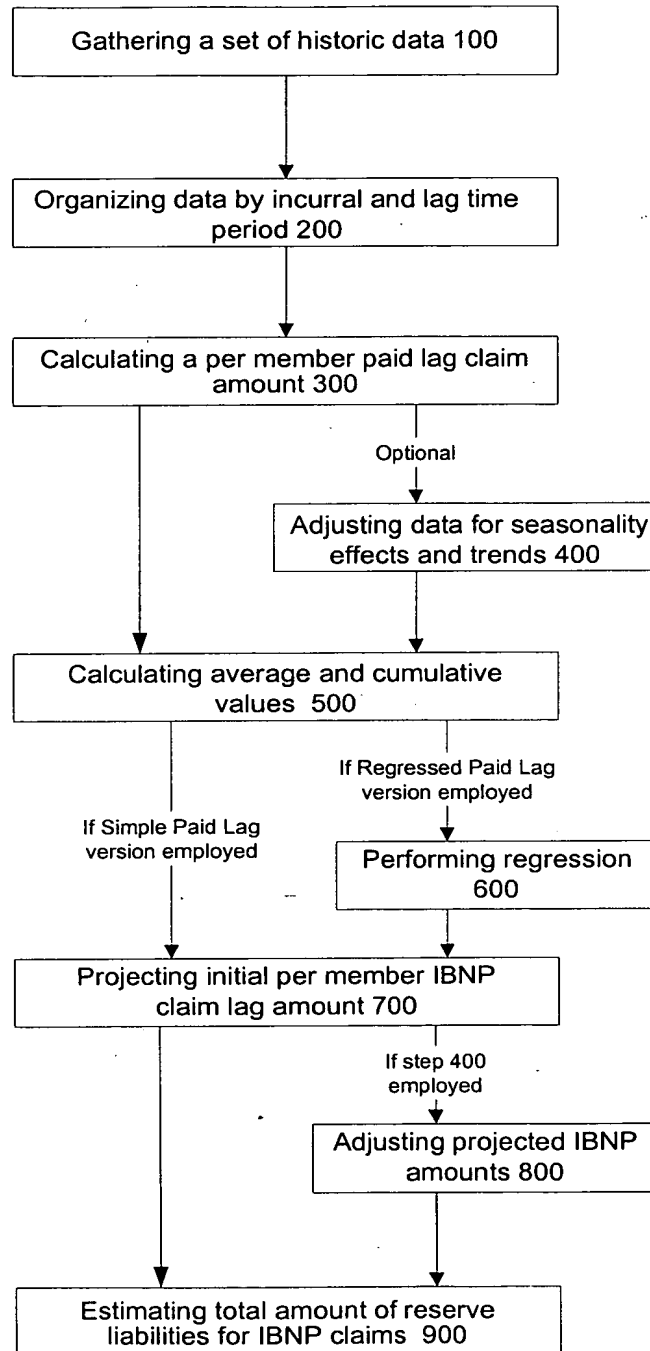 Gathering a set of historic data 100
Organizing data by incurral and lag time
period 200
Calculating a per member paid lag claim
amount 300
Optional
Adjusting data for seasonality
effects and trends 400
Calculating average and cumulative
values 500
If Regressed Paid Lag
version employed
If Simple Paid Lag
version employed
Performing regression
600
Projecting initial per member IBNP
claim lag amount 700
If step 400
employed
Adjusting projected IBNP
amounts 800
Estimating total amount of reserve
liabilities for IBNP claims 900